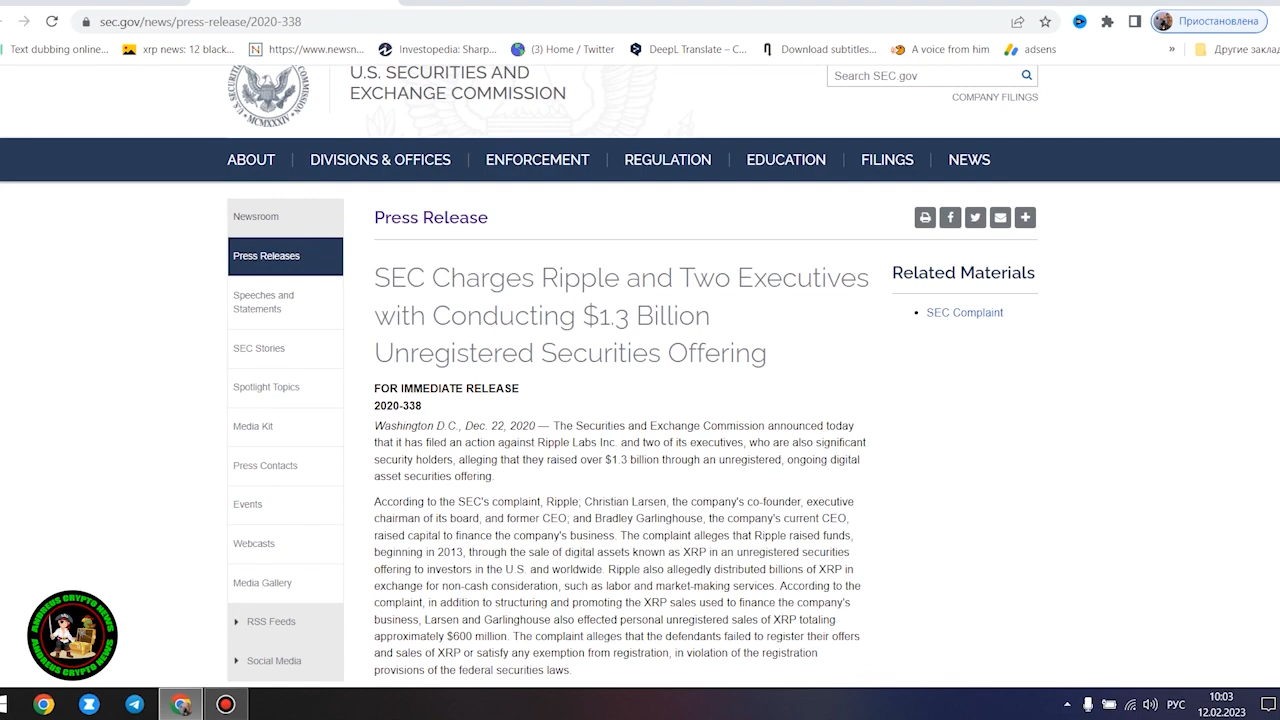 sec.gov/news/press-release/2020-338
Приостановлена
Text dubbing online...
xrp news: 12 black...
https://www.newsn...
Investopedia: Sharp...
(3) Home / Twitter
DeepL Translate – C...
Download subtitles...
A voice from him
adsens
»
Другие заклад
U.S. SECURITIES AND
EXCHANGE COMMISSION
MCMXXXIV
Search SEC.gov
COMPANY FILINGS
ABOUT
DIVISIONS & OFFICES
ENFORCEMENT
REGULATION
EDUCATION
FILINGS
NEWS
Newsroom
Press Releases
Speeches and
Statements
SEC Stories
Spotlight Topics
Media Kit
Press Contacts
Events
Webcasts
Media Gallery
RSS Feeds
Social Media
Press Release
SEC Charges Ripple and Two Executives
with Conducting $1.3 Billion
Unregistered Securities Offering
FOR IMMEDIATE RELEASE
2020-338
Washington D.C., Dec. 22, 2020 — The Securities and Exchange Commission announced today
that it has filed an action against Ripple Labs Inc. and two of its executives, who are also significant
security holders, alleging that they raised over $1.3 billion through an unregistered, ongoing digital
asset securities offering.
According to the SEC's complaint, Ripple; Christian Larsen, the company's co-founder, executive
chairman of its board, and former CEO; and Bradley Garlinghouse, the company's current CEO,
raised capital to finance the company's business. The complaint alleges that Ripple raised funds,
beginning in 2013, through the sale of digital assets known as XRP in an unregistered securities
offering to investors in the U.S. and worldwide. Ripple also allegedly distributed billions of XRP in
exchange for non-cash consideration, such as labor and market-making services. According to the
complaint, in addition to structuring and promoting the XRP sales used to finance the company's
business, Larsen and Garlinghouse also effected personal unregistered sales of XRP totaling
approximately $600 million. The complaint alleges that the defendants failed to register their offers
and sales of XRP or satisfy any exemption from registration, in violation of the registration
provisions of the federal securities laws.
Related Materials
SEC Complaint
ANDREUS CRYPTO NEWS
ANDREUS CRYPTO NEWS
РУС
10:03
12.02.2023